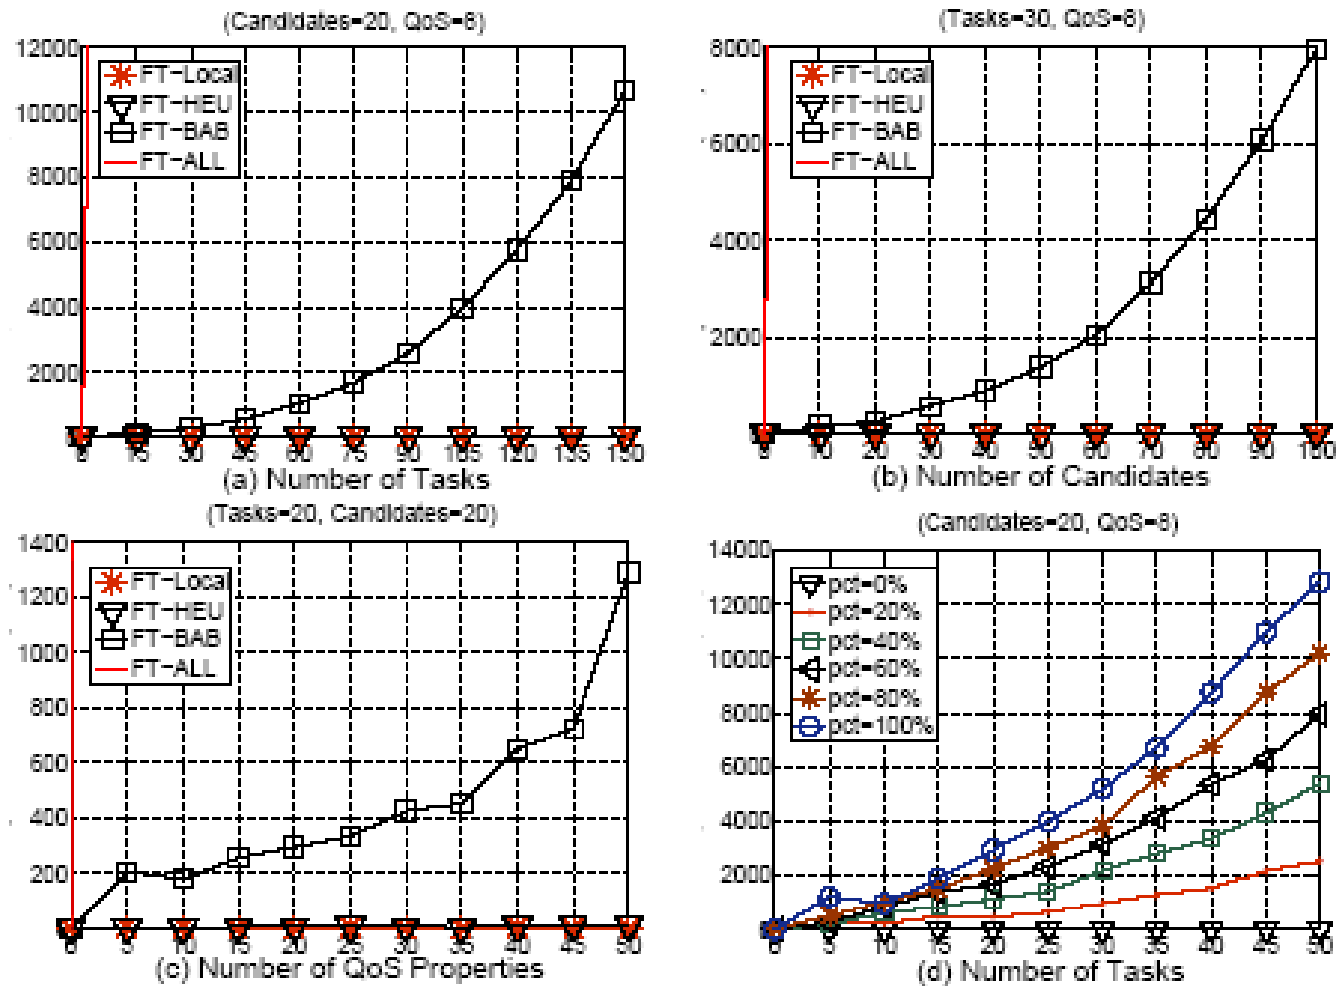 (Candidates=20, QoS=8)
12000
10000
8000
6000
4000
2000
FT-Local
FT-HEU
FT-BAB
FT-ALL
0 15 30 45 60 75 90 105 120 135 150
(a) Number of Tasks
(Tasks=30, QoS=8)
8000
6000
4000
2000
FT-Local
FT-HEU
FT-BAB
FT-ALL
0 10 20 30 40 50 60 70 80 90 100
(b) Number of Candidates
(Tasks=20, Candidates=20)
1400
1200
1000
800
600
400
200
FT-Local
FT-HEU
FT-BAB
FT-ALL
0 5 10 15 20 25 30 35 40 45 50
(c) Number of QoS Properties
(Candidates=20, QoS=8)
14000
12000
10000
8000
6000
4000
2000
pct=0%
pct=20%
pct=40%
pct=60%
pct=80%
pct=100%
0 5 10 15 20 25 30 35 40 45 50
(d) Number of Tasks